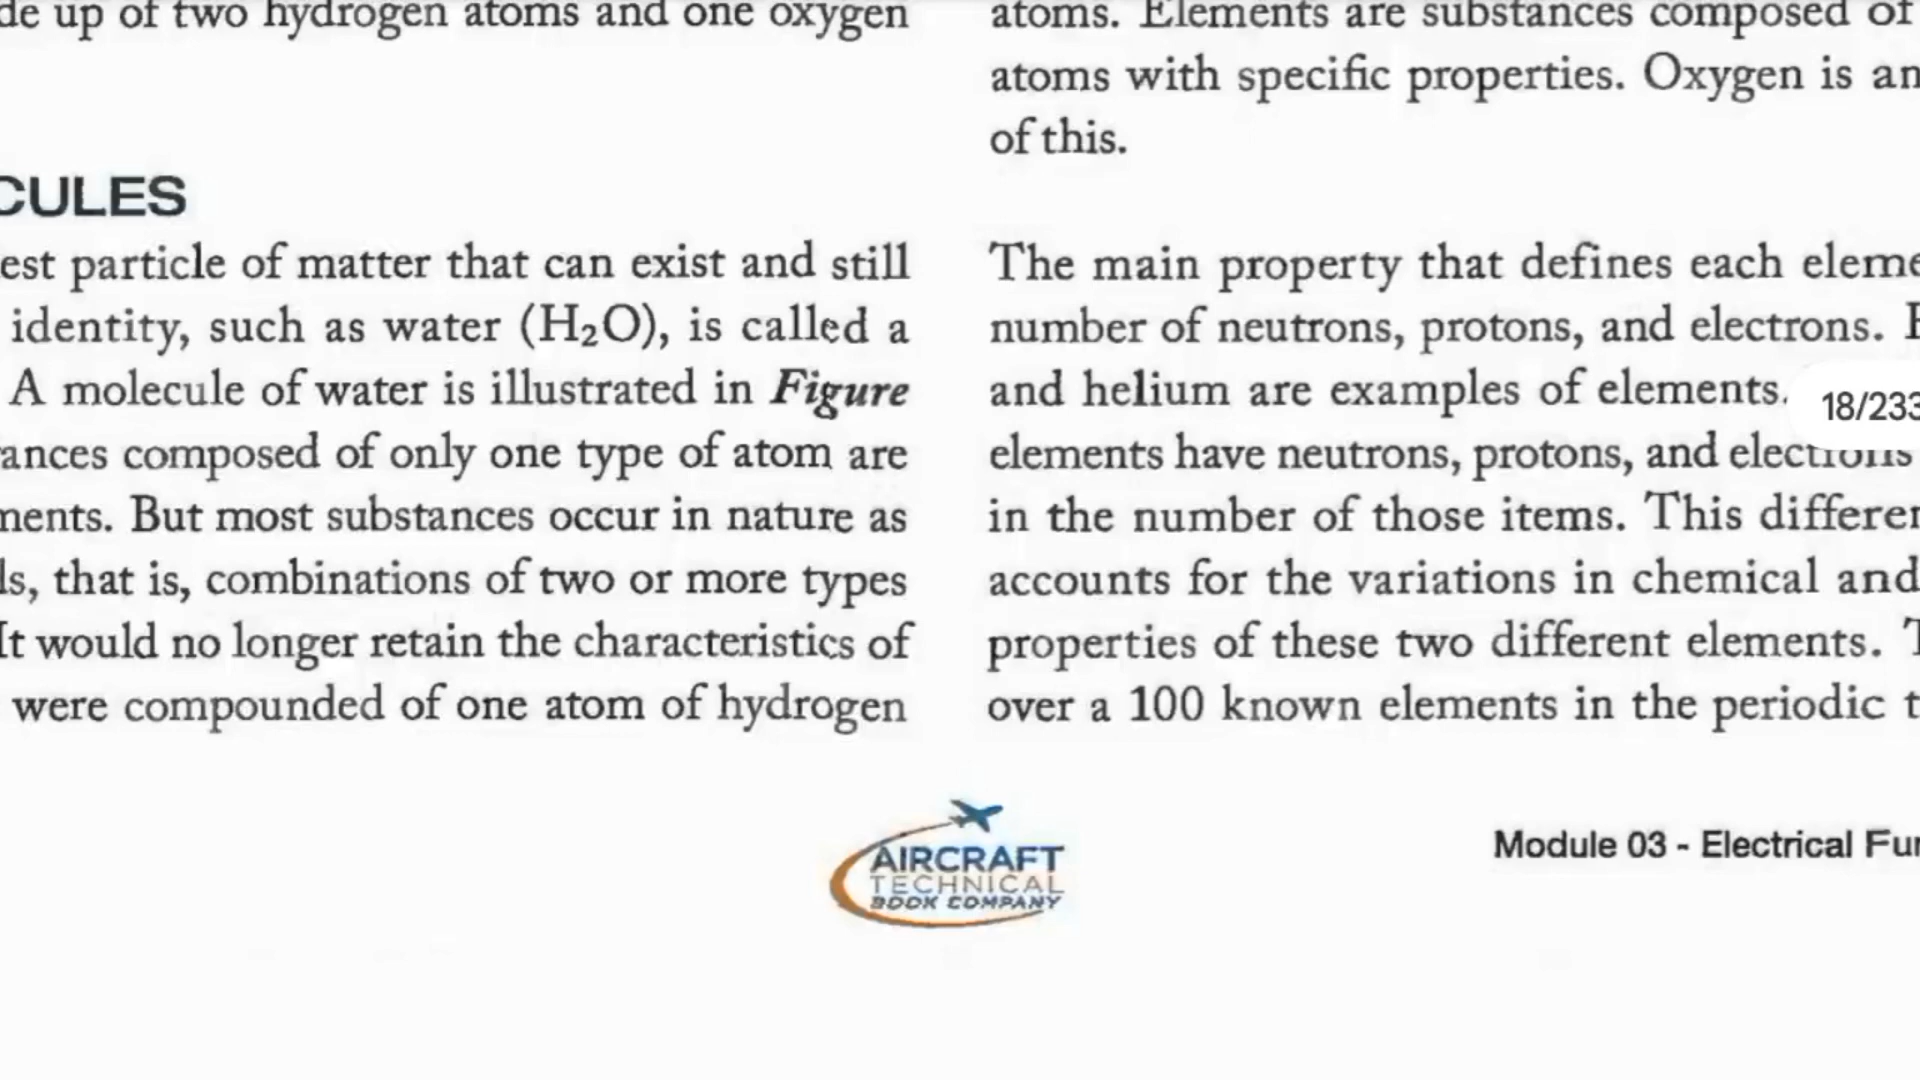 de up of two hydrogen atoms and one oxygen
CULES
est particle of matter that can exist and still
identity, such as water (H₂O), is called a
A molecule of water is illustrated in Figure
ances composed of only one type of atom are
ments. But most substances occur in nature as
ls, that is, combinations of two or more types
It would no longer retain the characteristics of
were compounded of one atom of hydrogen
atoms. Elements are substances composed of
atoms with specific properties. Oxygen is an
of this.
The main property that defines each eleme
number of neutrons, protons, and electrons.
and helium are examples of elements.
elements have neutrons, protons, and electrons
in the number of those items. This differen
accounts for the variations in chemical and
properties of these two different elements. T
over a 100 known elements in the periodic t
18/233
AIRCRAFT
TECHNICAL
BOOK COMPANY
Module 03 - Electrical Fun